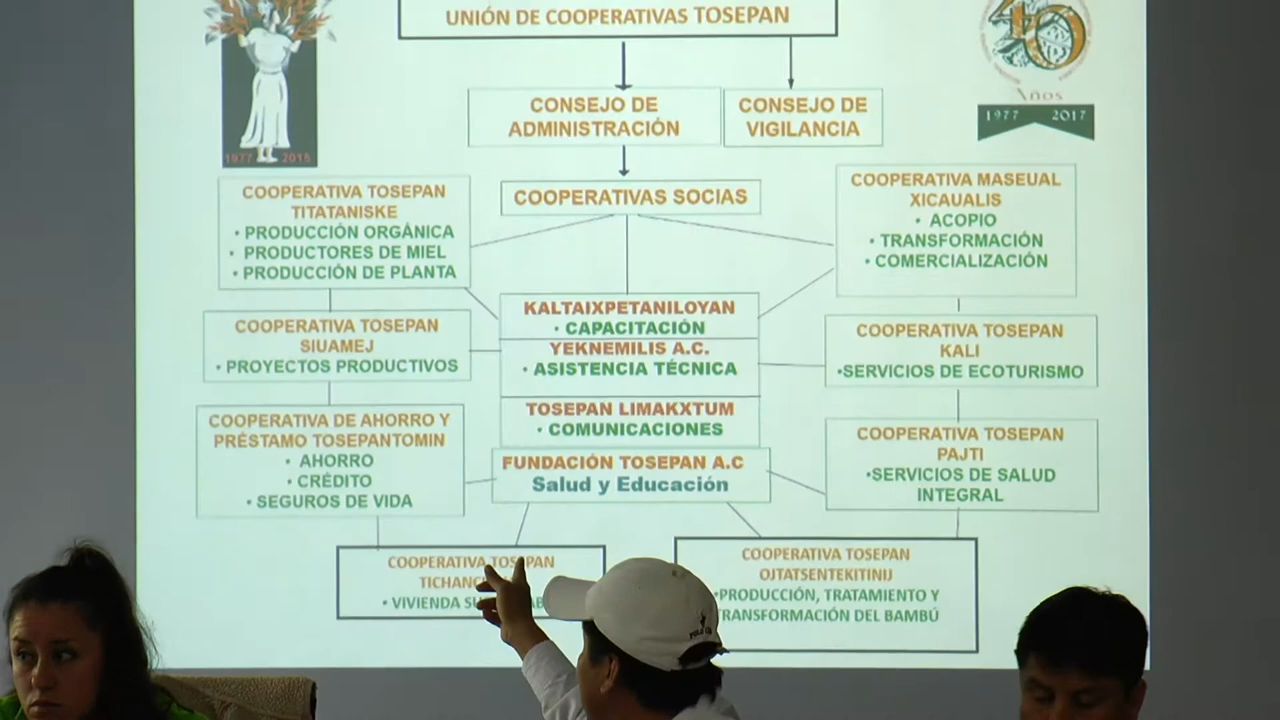 UNIÓN DE COOPERATIVAS TOSEPAN
CONSEJO DE
ADMINISTRACIÓN
CONSEJO DE
VIGILANCIA
40
Años
1977 2017
1977 2015
COOPERATIVAS SOCIAS
COOPERATIVA TOSEPAN
TITATANISKE
• PRODUCCIÓN ORGÁNICA
• PRODUCTORES DE MIEL
• PRODUCCIÓN DE PLANTA
COOPERATIVA MASEUAL
XICAUALIS
• ACOPIO
• TRANSFORMACIÓN
• COMERCIALIZACIÓN
KALTAIXPETANILOYAN
• CAPACITACIÓN
YEKNEMILIS A.C.
• ASISTENCIA TÉCNICA
TOSEPAN LIMAKXTUM
• COMUNICACIONES
FUNDACIÓN TOSEPAN A.C
Salud y Educación
COOPERATIVA TOSEPAN
SIUAMEJ
• PROYECTOS PRODUCTIVOS
COOPERATIVA TOSEPAN
KALI
•SERVICIOS DE ECOTURISMO
COOPERATIVA DE AHORRO Y
PRÉSTAMO TOSEPANTOMIN
• AHORRO
• CRÉDITO
• SEGUROS DE VIDA
COOPERATIVA TOSEPAN
PAJTI
•SERVICIOS DE SALUD
INTEGRAL
COOPERATIVA TOSEPAN
• VIVIENDA
COOPERATIVA TOSEPAN
OJTATSENTEKITINIJ
•PRODUCCIÓN, TRATAMIENTO Y
TRANSFORMACIÓN DEL BAMBÚ